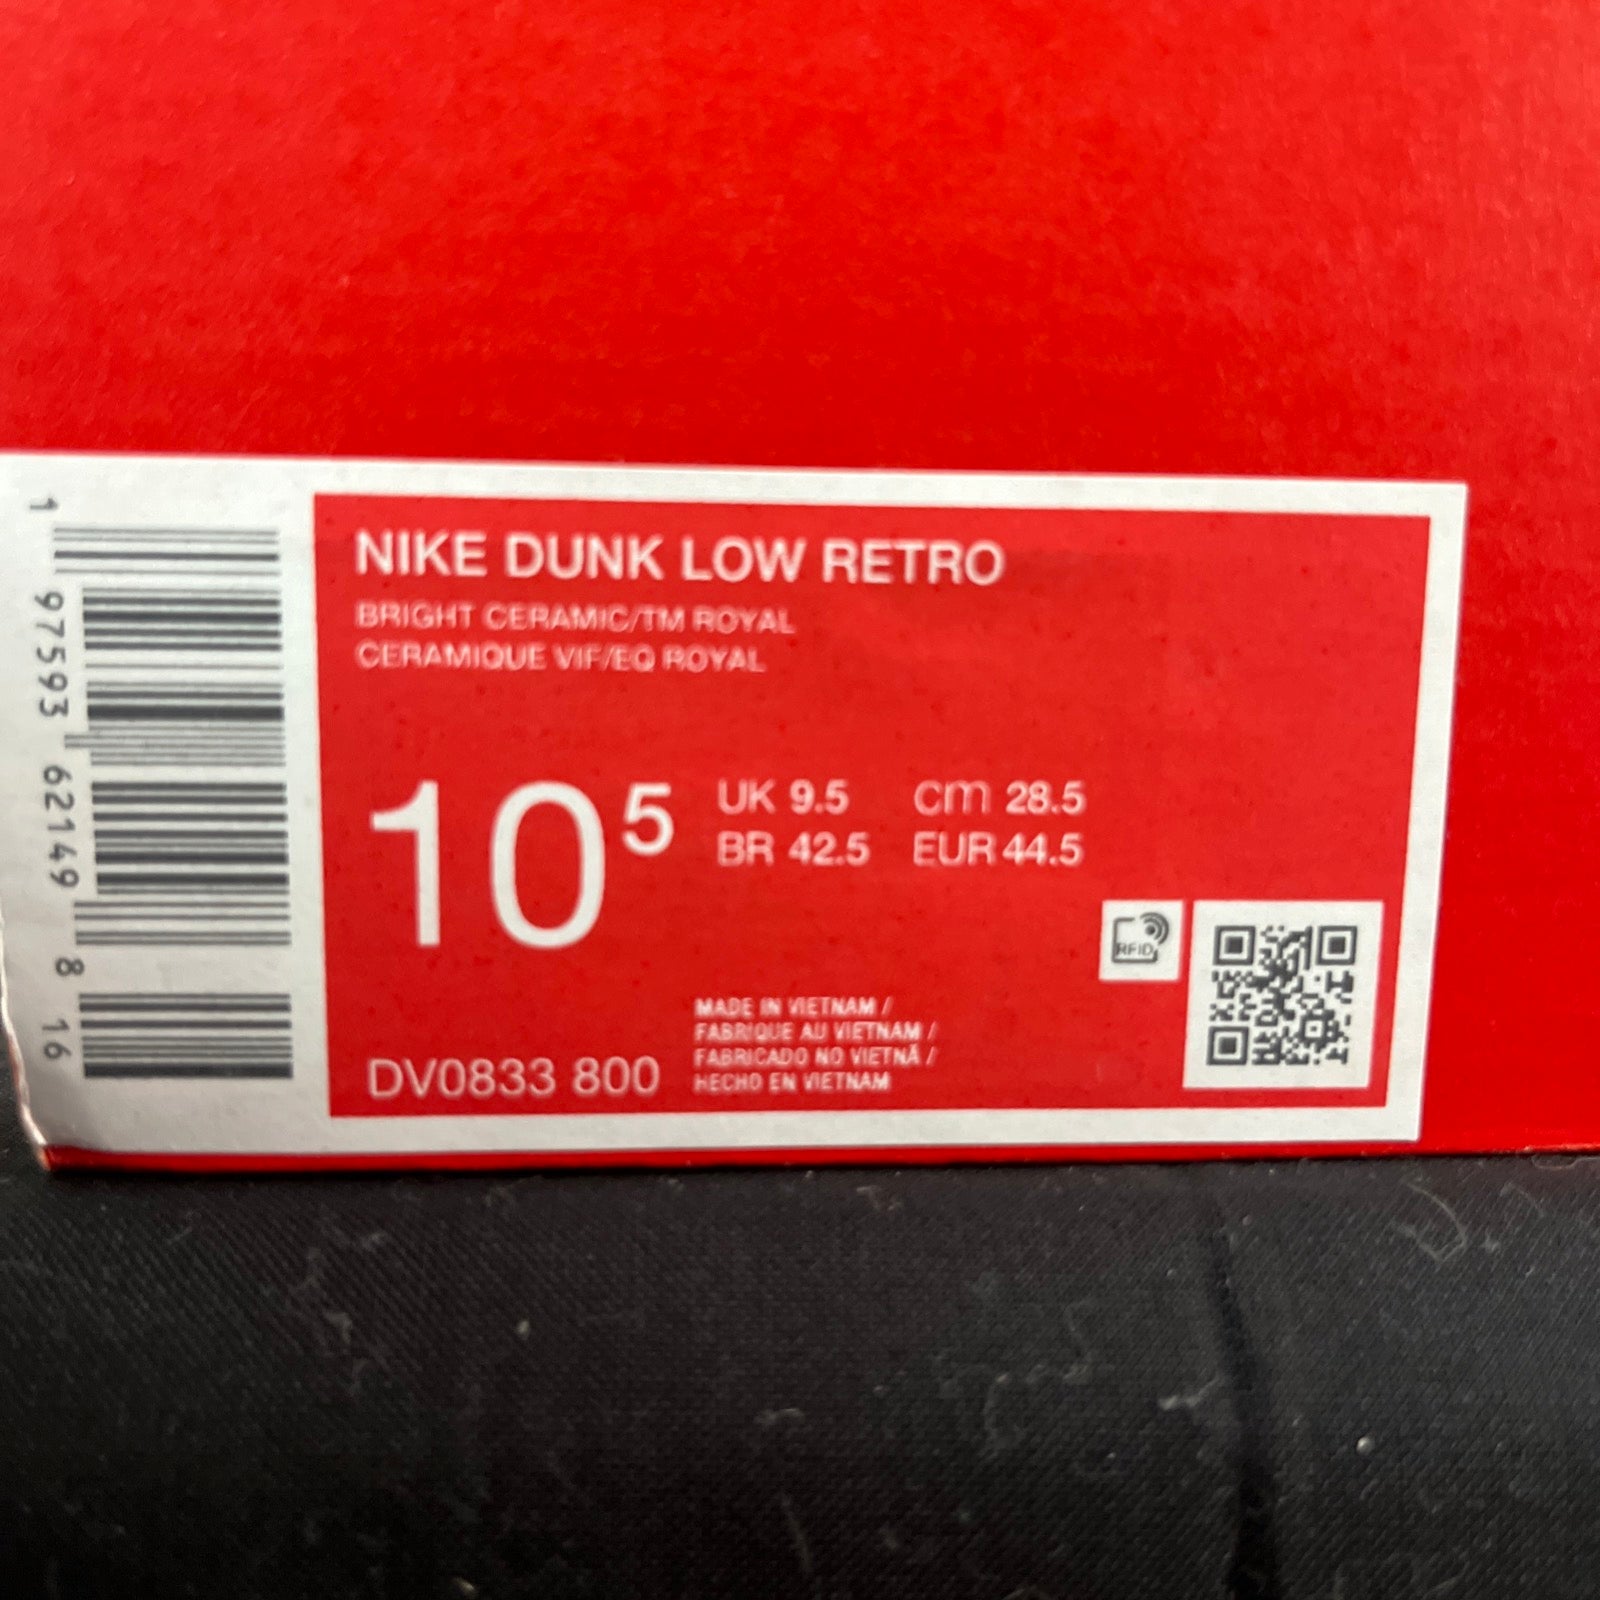 NIKE DUNK LOW RETRO
BRIGHT CERAMIC/TM ROYAL
CERAMIQUE VIF/EQ ROYAL
10 5
UK 9.5 cm 28.5
BR 42.5 EUR 44.5
RFID
DV0833 800
MADE IN VIETNAM /
FABRIQUE AU VIETNAM /
FABRICADO NO VIETNÃ /
HECHO EN VIETNAM
1 97593 62149 8 16